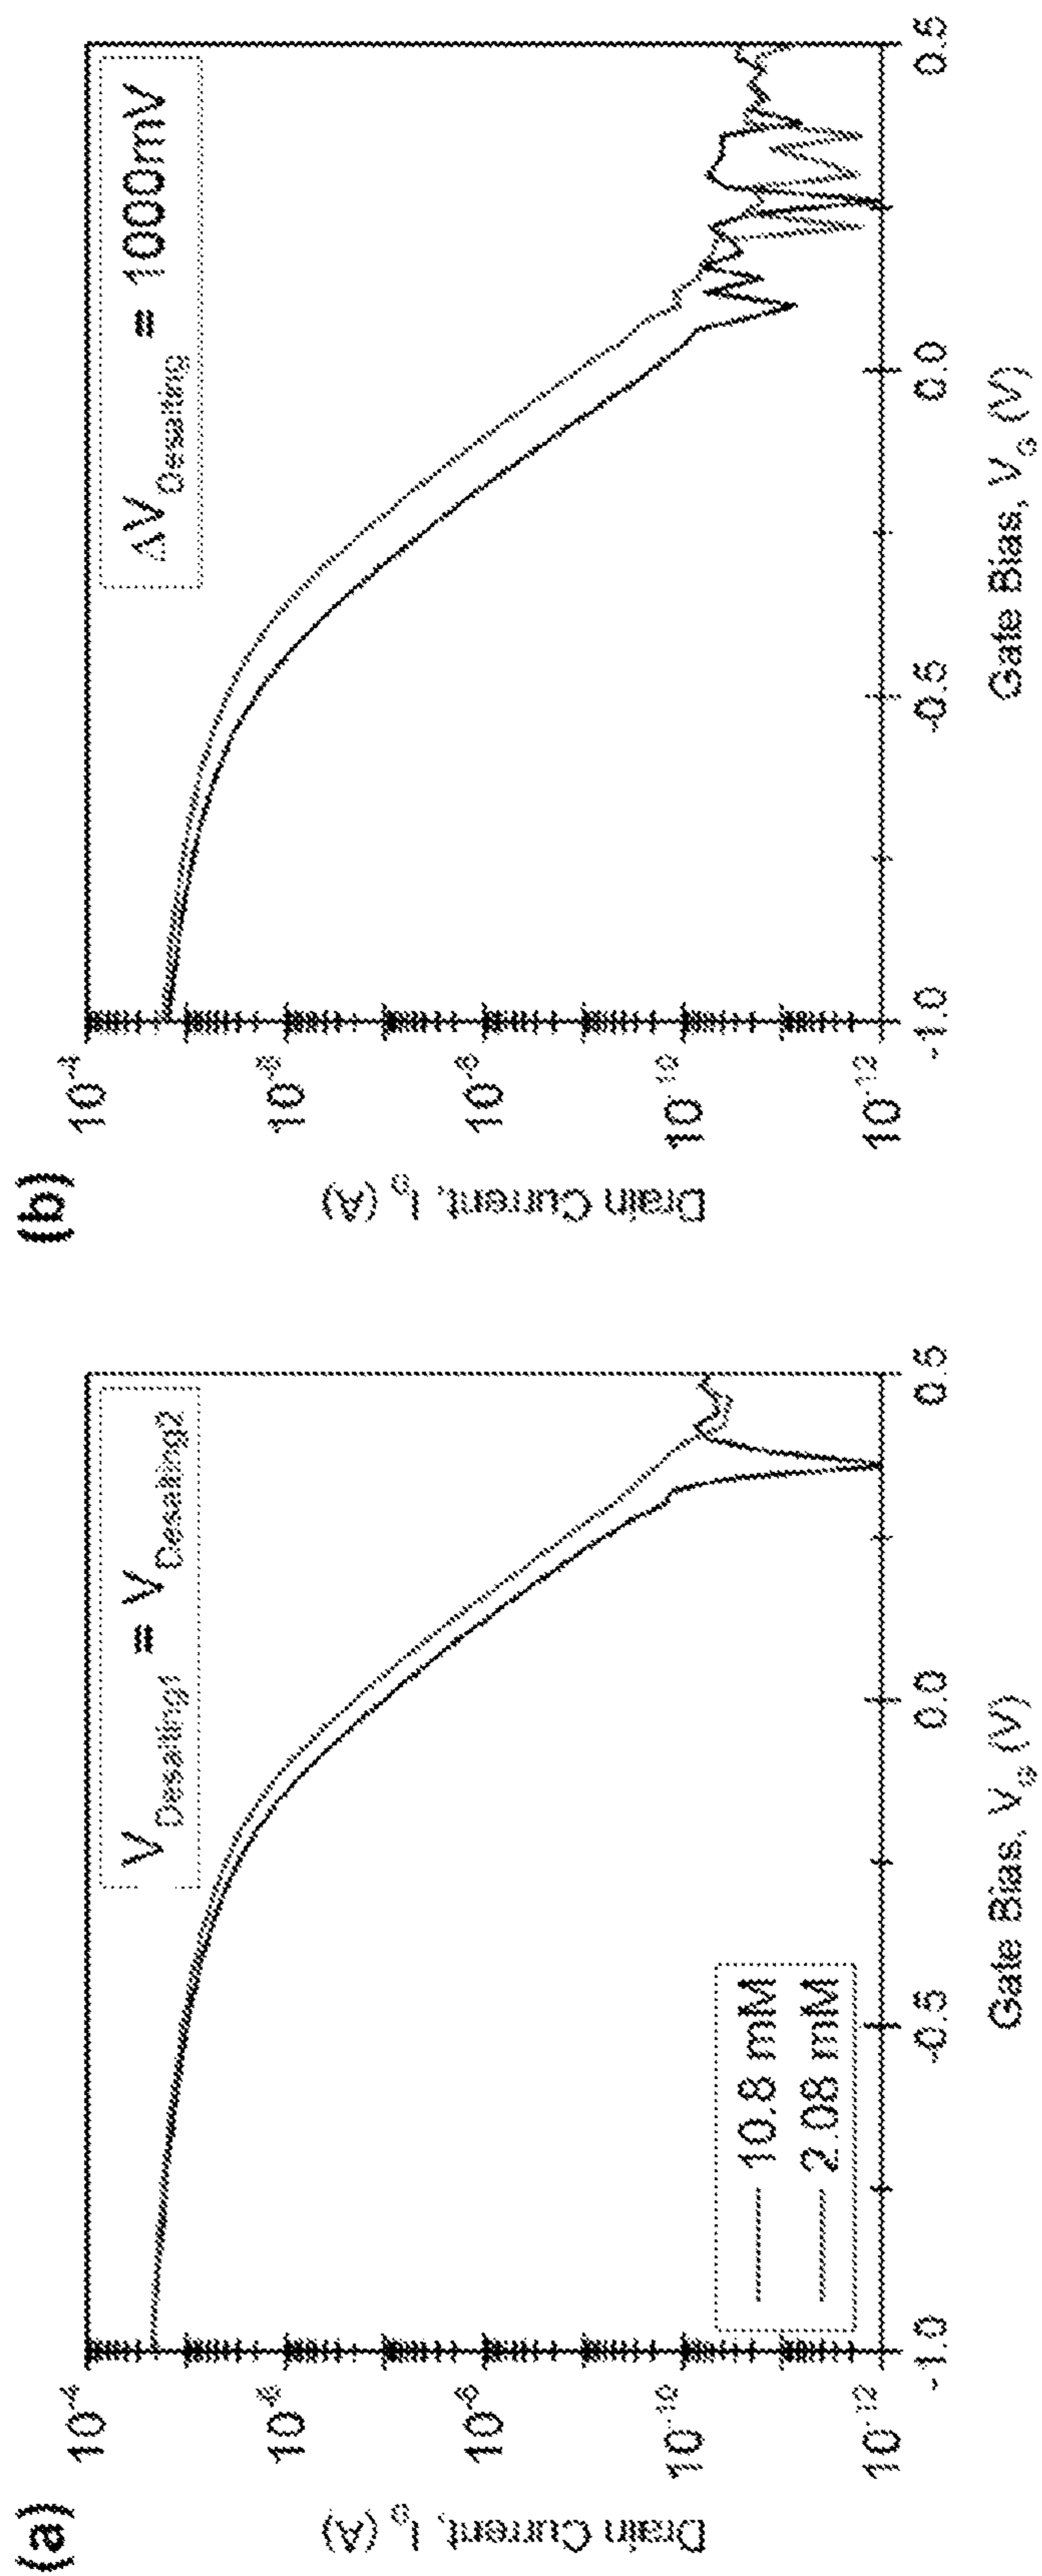 (a)
V_Desalting1 = V_Desalting2
10^-4
10^-6
10^-8
10^-10
10^-12
Drain Current, I_D (A)
10.8 mM
2.08 mM
-1.0
-0.5
0.0
0.5
Gate Bias, V_G (V)
(b)
ΔV_Desalting = 1000mV
10^-4
10^-6
10^-8
10^-10
10^-12
Drain Current, I_D (A)
-1.0
-0.5
0.0
0.5
Gate Bias, V_G (V)